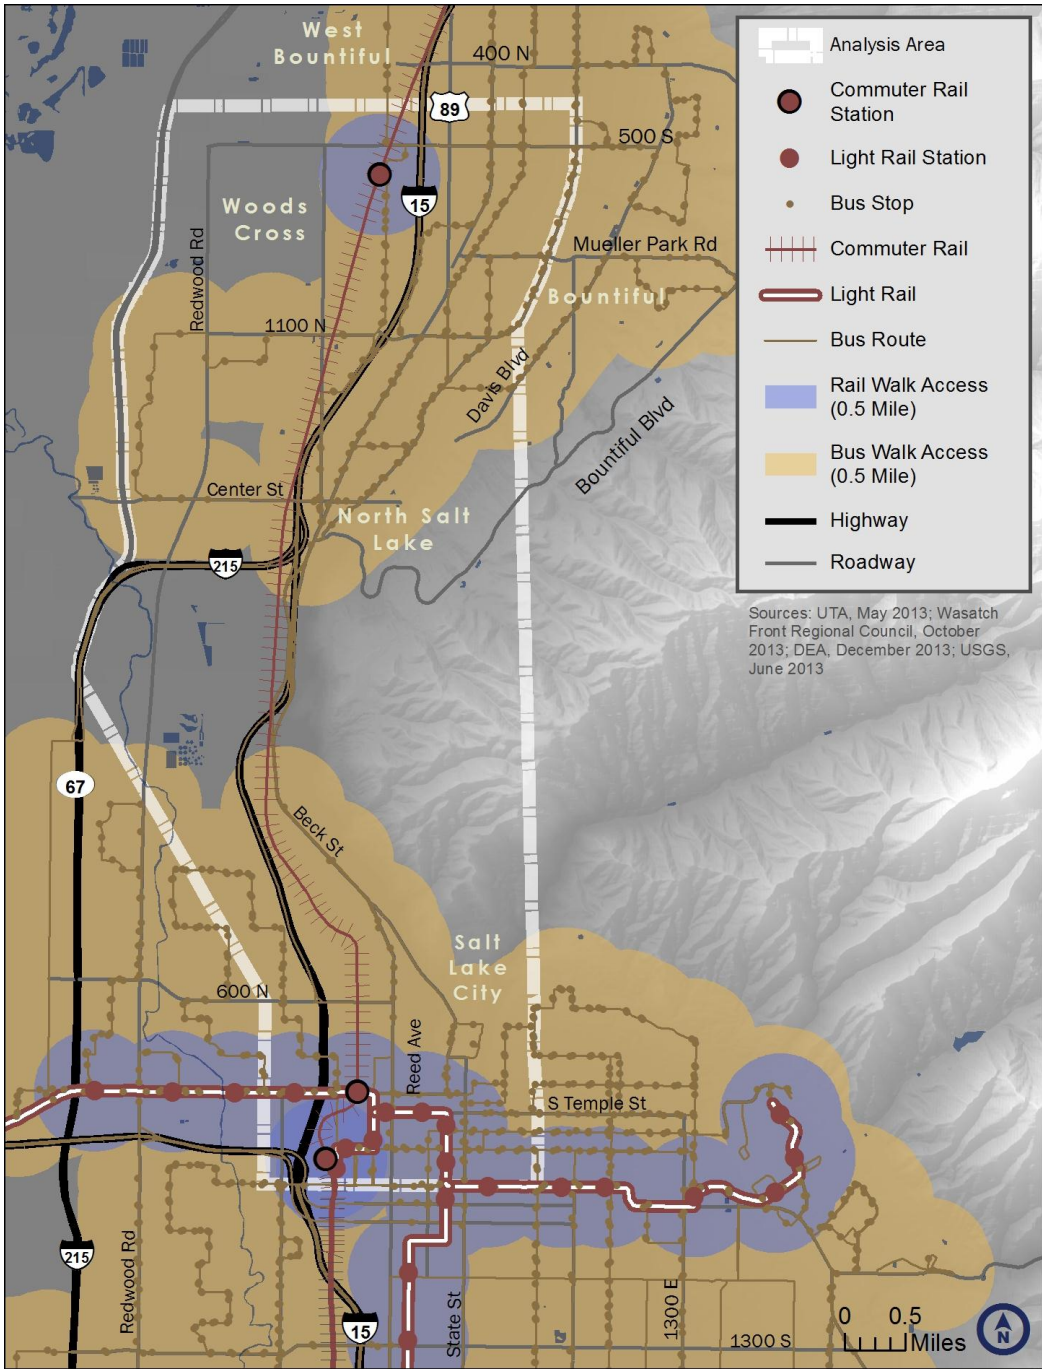 West
Bountiful
400 N
89
500 S
15
Woods
Cross
Redwood Rd
Mueller Park Rd
Bountiful
1100 N
Davis Blvd
Bountiful Blvd
Center St
North Salt
Lake
215
67
Beck St
Salt
Lake
City
600 N
Reed Ave
S Temple St
215
Redwood Rd
15
State St
1300 E
1300 S
0 0.5
Miles
N
Analysis Area
Commuter Rail
Station
Light Rail Station
Bus Stop
Commuter Rail
Light Rail
Bus Route
Rail Walk Access
(0.5 Mile)
Bus Walk Access
(0.5 Mile)
Highway
Roadway
Sources: UTA, May 2013; Wasatch
Front Regional Council, October
2013; DEA, December 2013; USGS,
June 2013